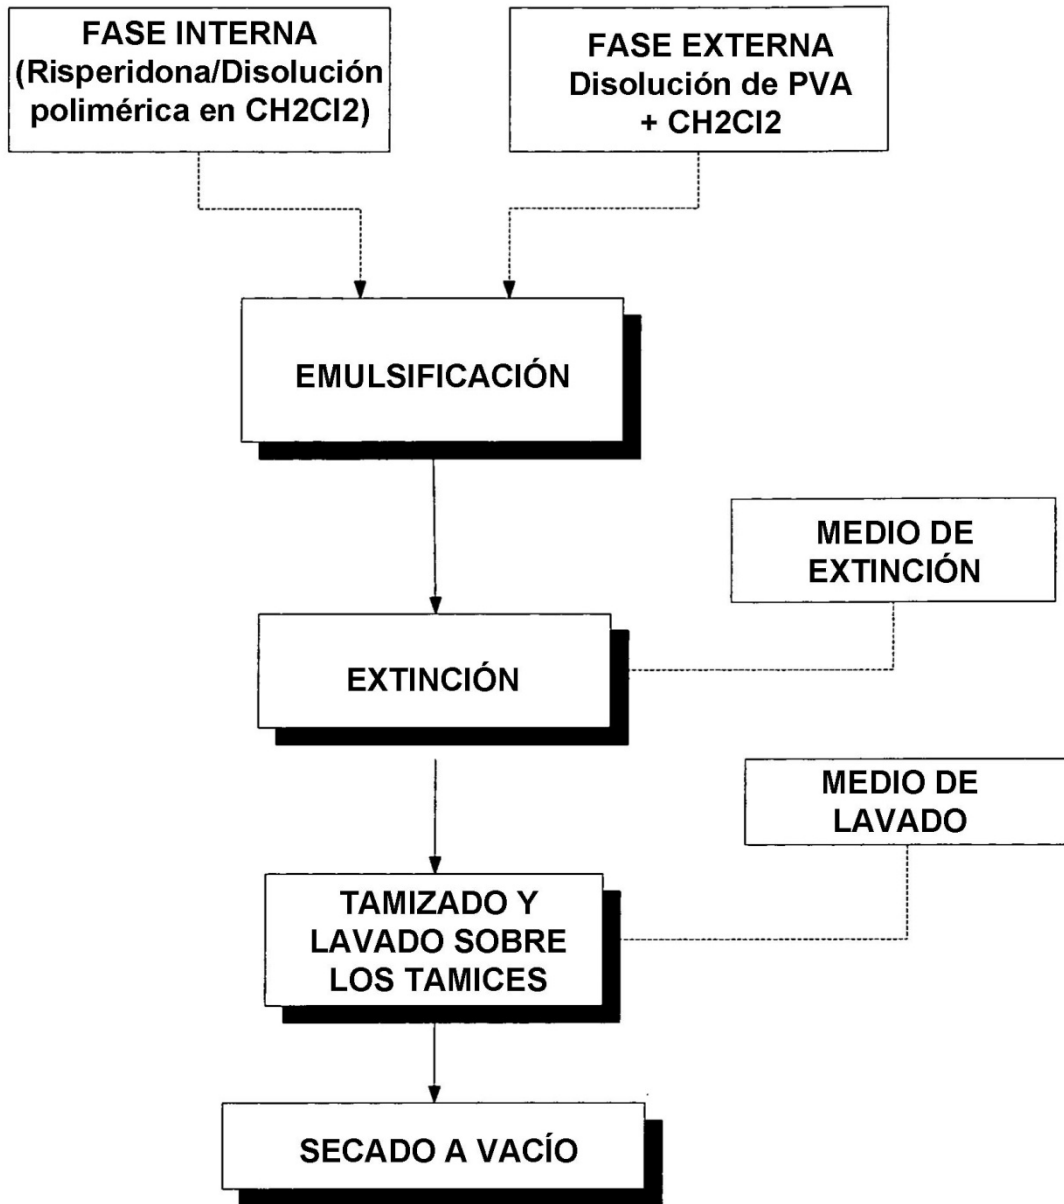 FASE INTERNA
(Risperidona/Disolución
polimérica en CH2Cl2)
FASE EXTERNA
Disolución de PVA
+ CH2Cl2
EMULSIFICACIÓN
MEDIO DE
EXTINCIÓN
EXTINCIÓN
MEDIO DE
LAVADO
TAMIZADO Y
LAVADO SOBRE
LOS TAMICES
SECADO A VACÍO